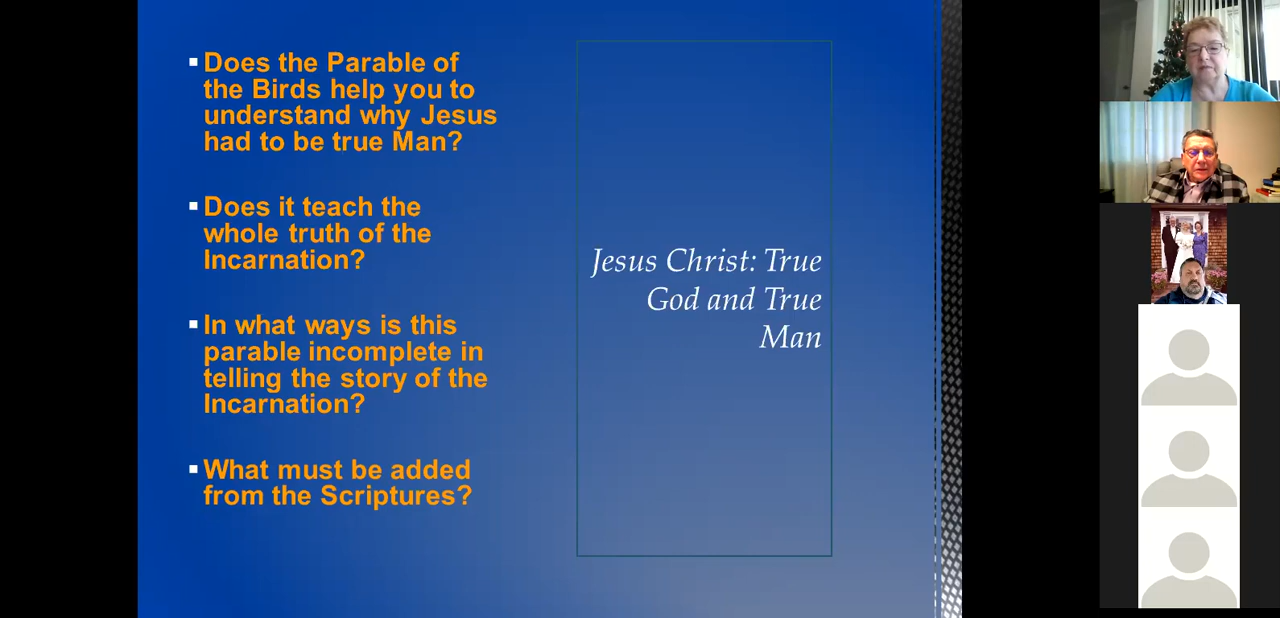 ▪ Does the Parable of
the Birds help you to
understand why Jesus
had to be true Man?
▪ Does it teach the
whole truth of the
Incarnation?
▪ In what ways is this
parable incomplete in
telling the story of the
Incarnation?
▪ What must be added
from the Scriptures?
Jesus Christ: True
God and True
Man